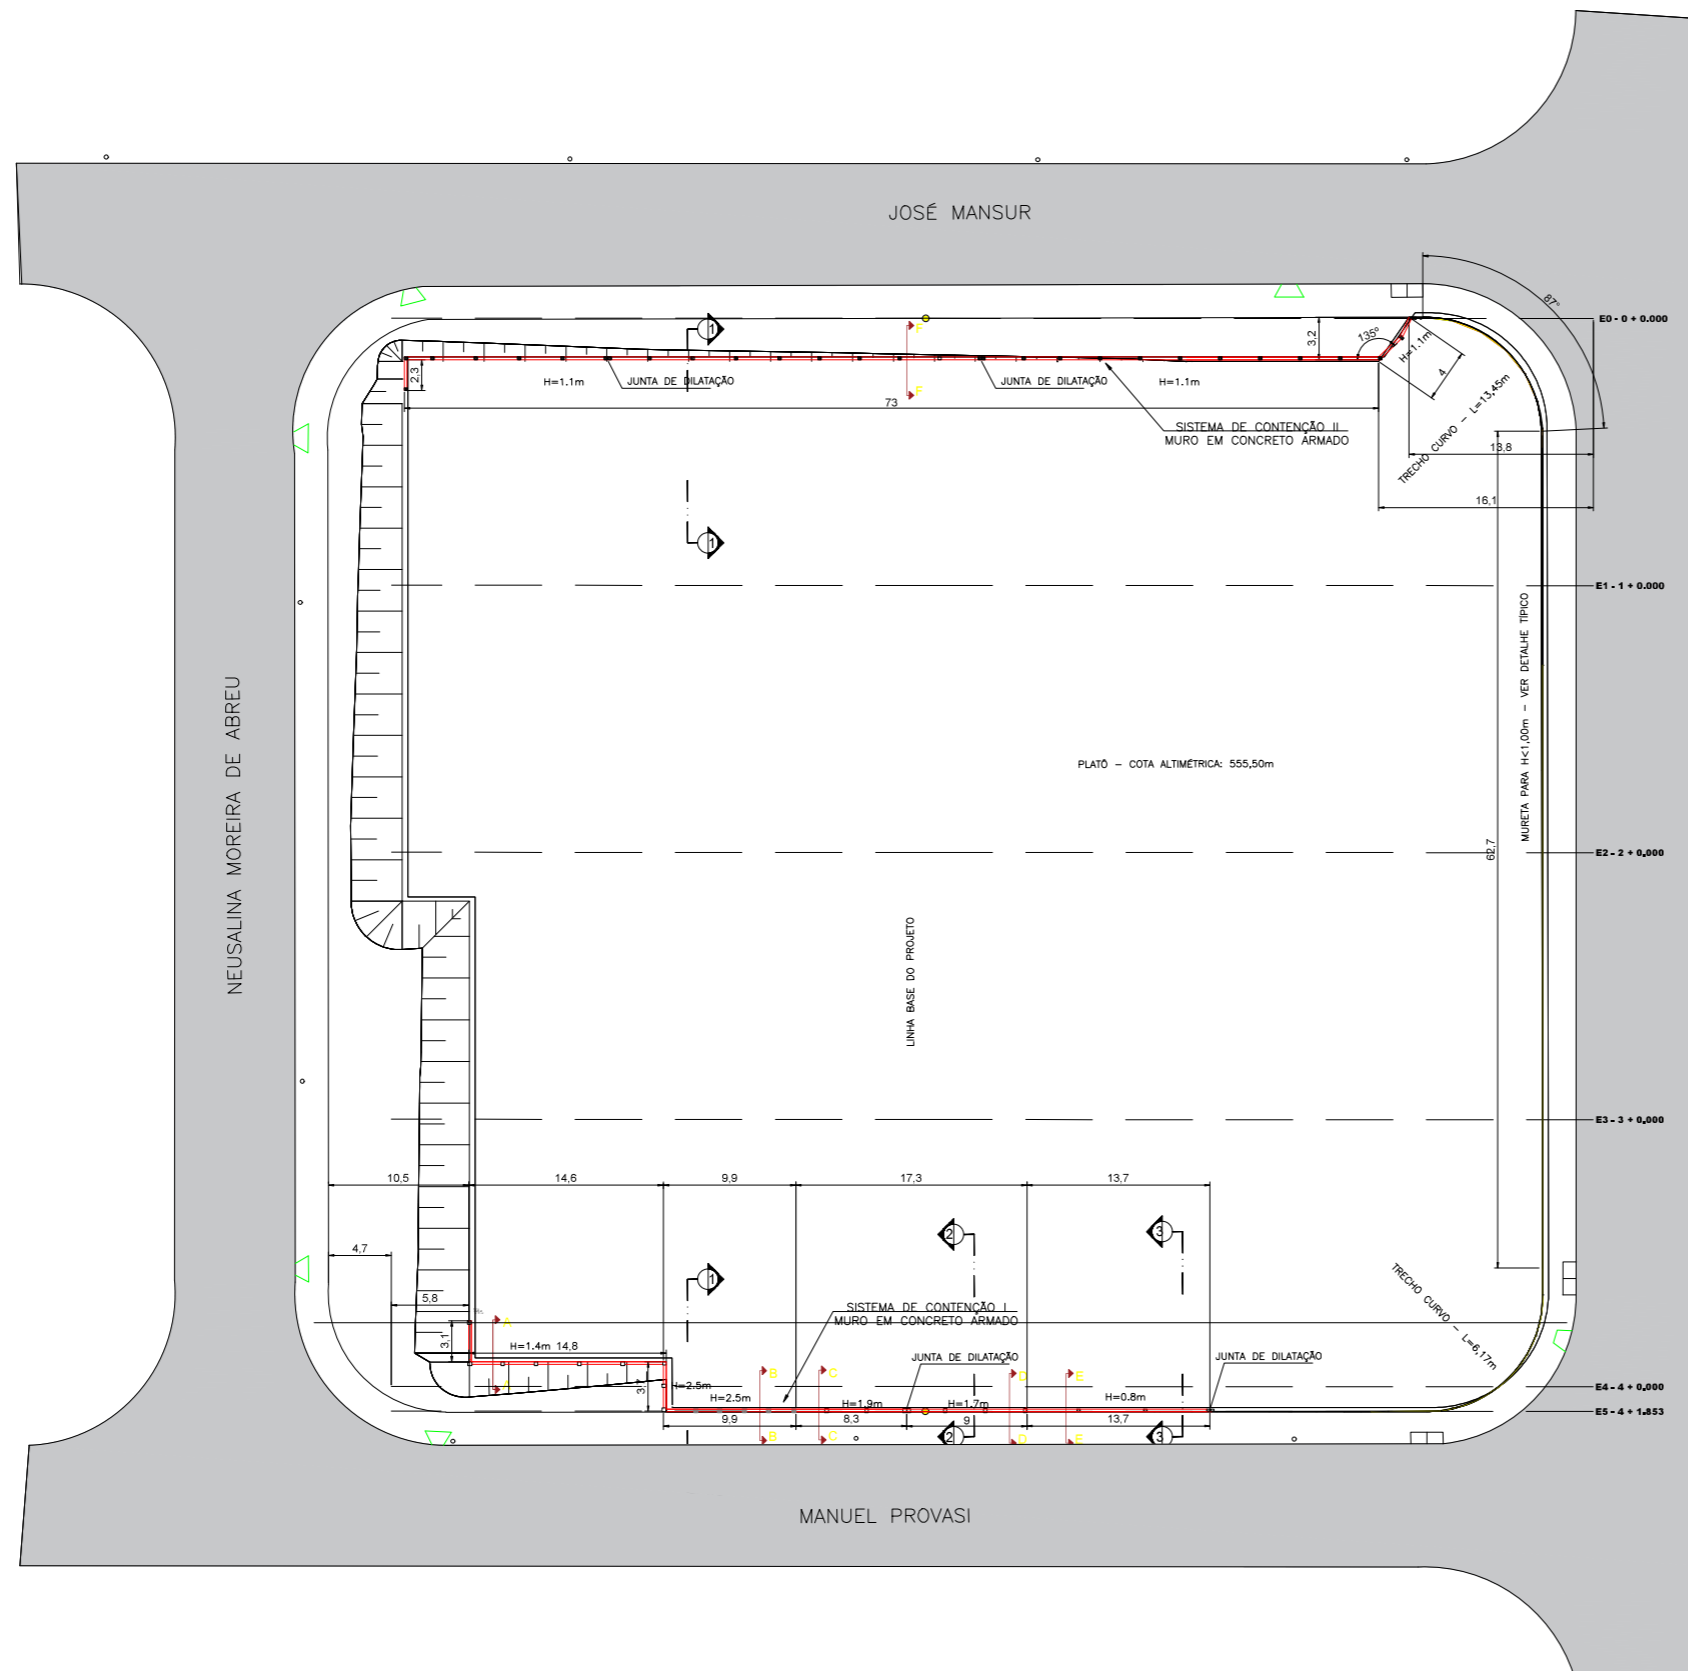 JOSÉ MANSUR
87°
E0 - 0 + 0.000
1
F
3,2
135°
H=1.1m
4
2,3
H=1.1m
JUNTA DE DILATAÇÃO
F
JUNTA DE DILATAÇÃO
H=1.1m
73
SISTEMA DE CONTENÇÃO II
MURO EM CONCRETO ARMADO
TRECHO CURVO - L=13,45m
13,8
16,1
1
E1 - 1 + 0.000
NEUSALINA MOREIRA DE ABREU
MURETA PARA H<1,00m - VER DETALHE TÍPICO
PLATÔ - COTA ALTIMÉTRICA: 555,50m
62,7
E2 - 2 + 0,000
LINHA BASE DO PROJETO
E3 - 3 + 0,000
10,5
14,6
9,9
17,3
13,7
4,7
2
3
1
5,8
TRECHO CURVO - L=6,17m
SISTEMA DE CONTENÇÃO I
MURO EM CONCRETO ARMADO
A
3,1
H=1.4m 14,8
JUNTA DE DILATAÇÃO
JUNTA DE DILATAÇÃO
B
C
D
E
A
H=2.5m
E4 - 4 + 0,000
H=2.5m
H=1.9m
H=1.7m
H=0.8m
E5 - 4 + 1.853
9,9
8,3
9
13,7
B
C
2
D
E
3
MANUEL PROVASI